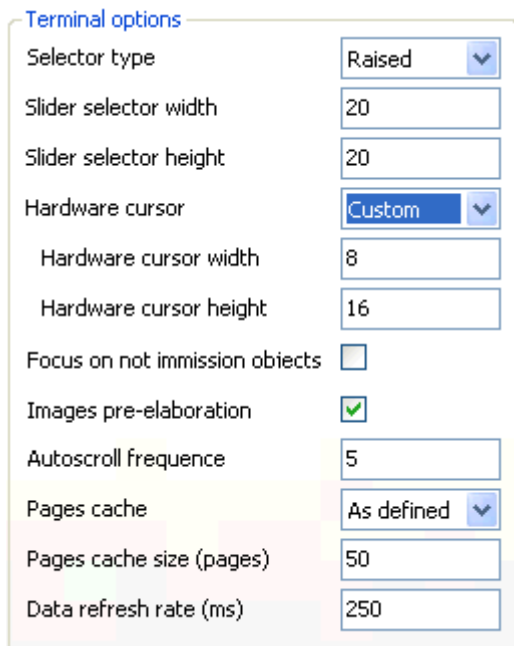 Terminal options
Selector type Raised
Slider selector width 20
Slider selector height 20
Hardware cursor Custom
Hardware cursor width 8
Hardware cursor height 16
Focus on not immission objects
Images pre-elaboration
Autoscroll frequence 5
Pages cache As defined
Pages cache size (pages) 50
Data refresh rate (ms) 250